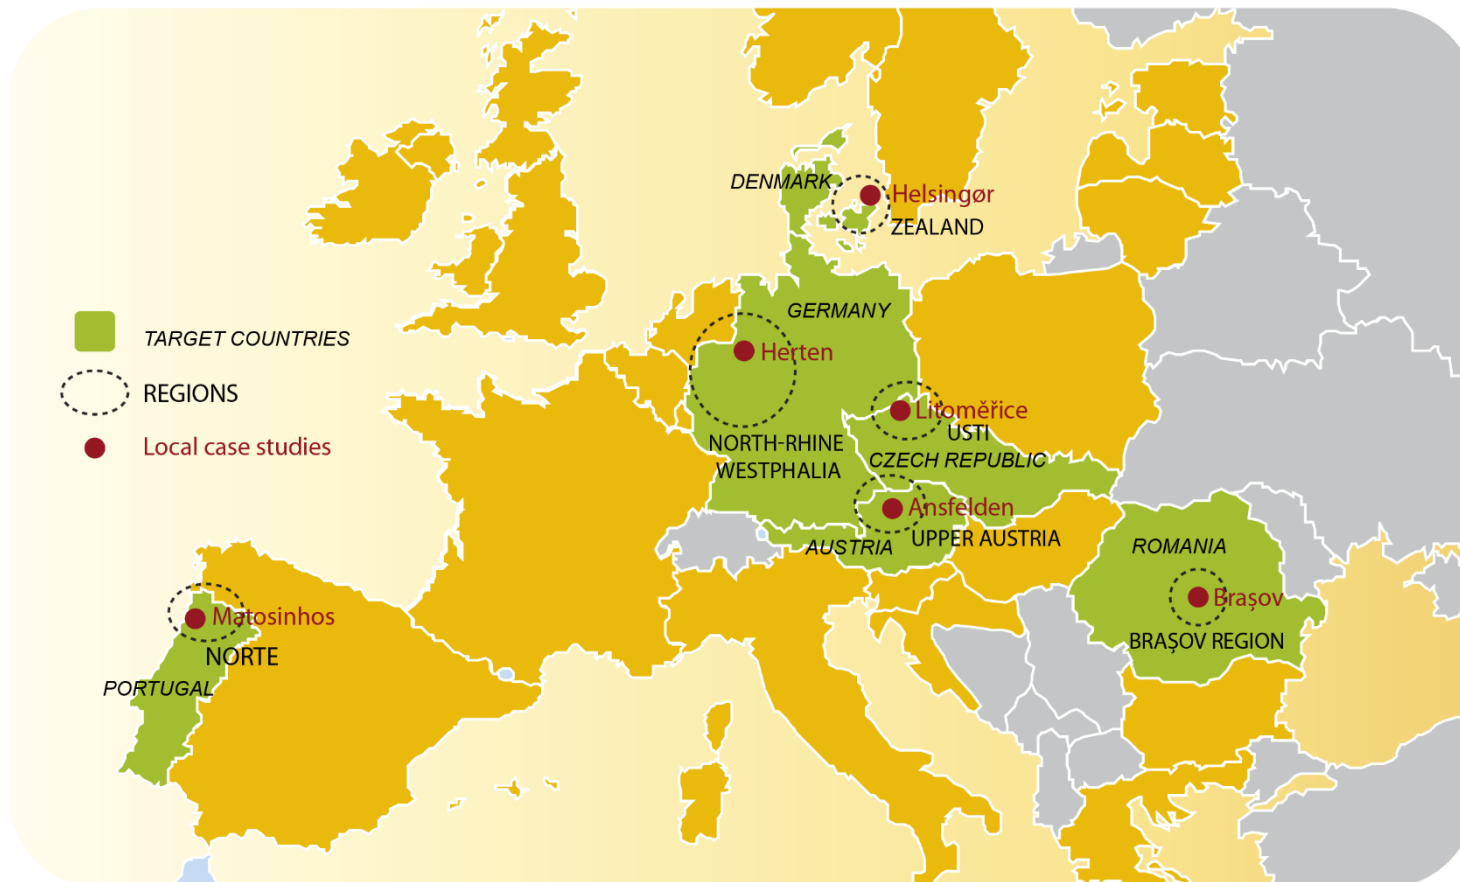 DENMARK
Helsingør
ZEALAND
GERMANY
TARGET COUNTRIES
Herten
REGIONS
Litoměřice
USTI
NORTH-RHINE
WESTPHALIA
CZECH REPUBLIC
Local case studies
Ansfelden
UPPER AUSTRIA
AUSTRIA
ROMANIA
Brașov
BRAȘOV REGION
Matosinhos
NORTE
PORTUGAL